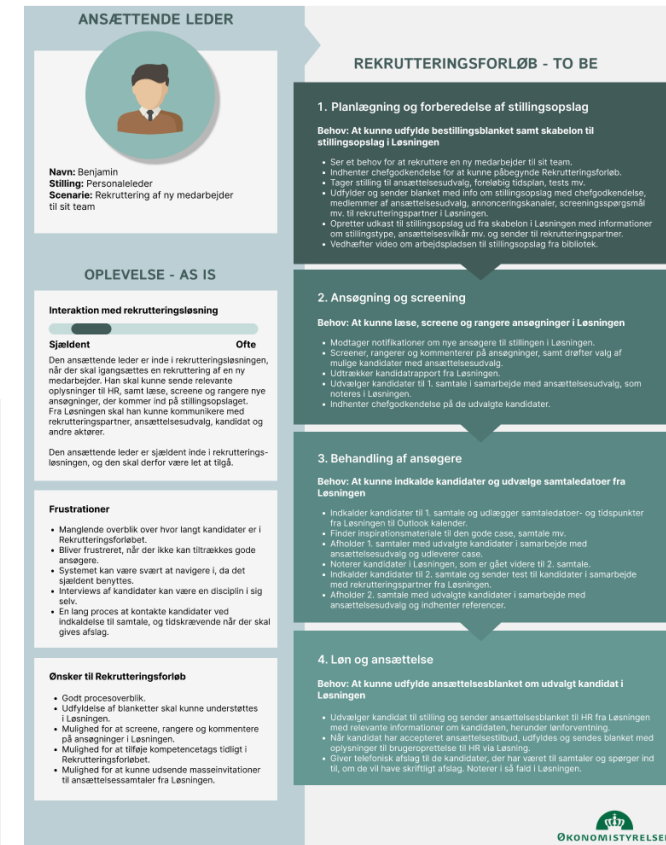 ANSÆTTENDE LEDER
Navn: Benjamin
Stilling: Personaleleder
Scenarie: Rekruttering af ny medarbejder
til sit team
OPLEVELSE - AS IS
Interaktion med rekrutteringsløsning
Sjældent Ofte
Den ansættende leder er inde i rekrutteringsløsningen,
når der skal igangsættes en rekruttering af en ny
medarbejder. Han skal kunne sende relevante
oplysninger til HR, samt læse, screene og rangere nye
ansøgninger, der kommer ind på stillingsopslaget.
Fra Løsningen skal han kunne kommunikere med
rekrutteringspartner, ansættelsesudvalg, kandidat og
andre aktører.
Den ansættende leder er sjældent inde i rekrutterings-
løsningen, og den skal derfor være let at tilgå.
Frustrationer
• Manglende overblik over hvor langt kandidater er i
Rekrutteringsforløbet.
• Bliver frustreret, når der ikke kan tiltrækkes gode
ansøgere.
• Systemet kan være svært at navigere i, da det
sjældent benyttes.
• Interviews af kandidater kan være en disciplin i sig
selv.
• En lang proces at kontakte kandidater ved
indkaldelse til samtale, og tidskrævende når der skal
gives afslag.
Ønsker til Rekrutteringsforløb
• Godt procesoverblik.
• Udfyldelse af blanketter skal kunne understøttes
i Løsningen.
• Mulighed for at screene, rangere og kommentere
på ansøgninger i Løsningen.
• Mulighed for at tilføje kompetencetags tidligt i
Rekrutteringsforløbet.
• Mulighed for at kunne udsende masseinvitationer
til ansættelsessamtaler fra Løsningen.
REKRUTTERINGSFORLØB - TO BE
1. Planlægning og forberedelse af stillingsopslag
Behov: At kunne udfylde bestillingsblanket samt skabelon til
stillingsopslag i Løsningen
• Ser et behov for at rekruttere en ny medarbejder til sit team.
• Indhenter chefgodkendelse for at kunne påbegynde Rekrutteringsforløb.
• Tager stilling til ansættelsesudvalg, foreløbig tidsplan, tests mv.
• Udfylder og sender blanket med info om stillingsopslag med chefgodkendelse,
medlemmer af ansættelsesudvalg, annonceringskanaler, screeningsspørgsmål
mv. til rekrutteringspartner i Løsningen.
• Opretter udkast til stillingsopslag ud fra skabelon i Løsningen med informationer
om stillingstype, ansættelsesvilkår mv. og sender til rekrutteringspartner.
• Vedhæfter video om arbejdspladsen til stillingsopslag fra bibliotek.
2. Ansøgning og screening
Behov: At kunne læse, screene og rangere ansøgninger i Løsningen
• Modtager notifikationer om nye ansøgere til stillingen i Løsningen.
• Screener, rangerer og kommenterer på ansøgninger, samt drøfter valg af
mulige kandidater med ansættelsesudvalg.
• Udtrækker kandidatrapport fra Løsningen.
• Udvælger kandidater til 1. samtale i samarbejde med ansættelsesudvalg, som
noteres i Løsningen.
• Indhenter chefgodkendelse på de udvalgte kandidater.
3. Behandling af ansøgere
Behov: At kunne indkalde kandidater og udvælge samtaledatoer fra
Løsningen
• Indkalder kandidater til 1. samtale og udlægger samtaledatoer- og tidspunkter
fra Løsningen til Outlook kalender.
• Finder inspirationsmateriale til den gode case, samtale mv.
• Afholder 1. samtaler med udvalgte kandidater i samarbejde med
ansættelsesudvalg og udleverer case.
• Noterer kandidater i Løsningen, som er gået videre til 2. samtale.
• Indkalder kandidater til 2. samtale og sender test til kandidater i samarbejde
med rekrutteringspartner fra Løsningen.
• Afholder 2. samtale med udvalgte kandidater i samarbejde med
ansættelsesudvalg og indhenter referencer.
4. Løn og ansættelse
Behov: At kunne udfylde ansættelsesblanket om udvalgt kandidat i
Løsningen
• Udvælger kandidat til stilling og sender ansættelsesblanket til HR fra Løsningen
med relevante informationer om kandidaten, herunder lønforventning.
• Når kandidat har accepteret ansættelsestilbud, udfyldes og sendes blanket med
oplysninger til brugeroprettelse til HR via Løsning.
• Giver telefonisk afslag til de kandidater, der har været til samtaler og spørger ind
til, om de vil have skriftligt afslag. Noterer i så fald i Løsningen.
ØKONOMISTYRELSEN